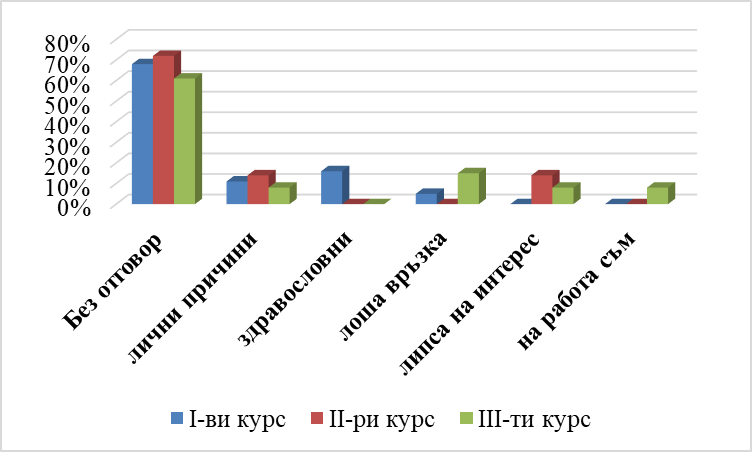 80%
70%
60%
50%
40%
30%
20%
10%
0%
Без отговор
лични причини
здравословни
лоша връзка
липса на интерес
на работа съм
I-ви курс
II-ри курс
III-ти курс